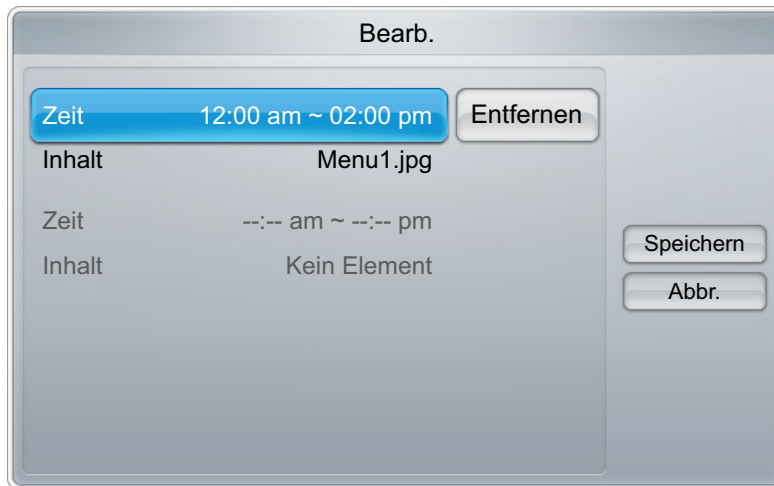 Bearb.
Zeit 12:00 am ~ 02:00 pm Entfernen
Inhalt Menu1.jpg
Zeit --:-- am ~ --:-- pm
Inhalt Kein Element
Speichern
Abbr.